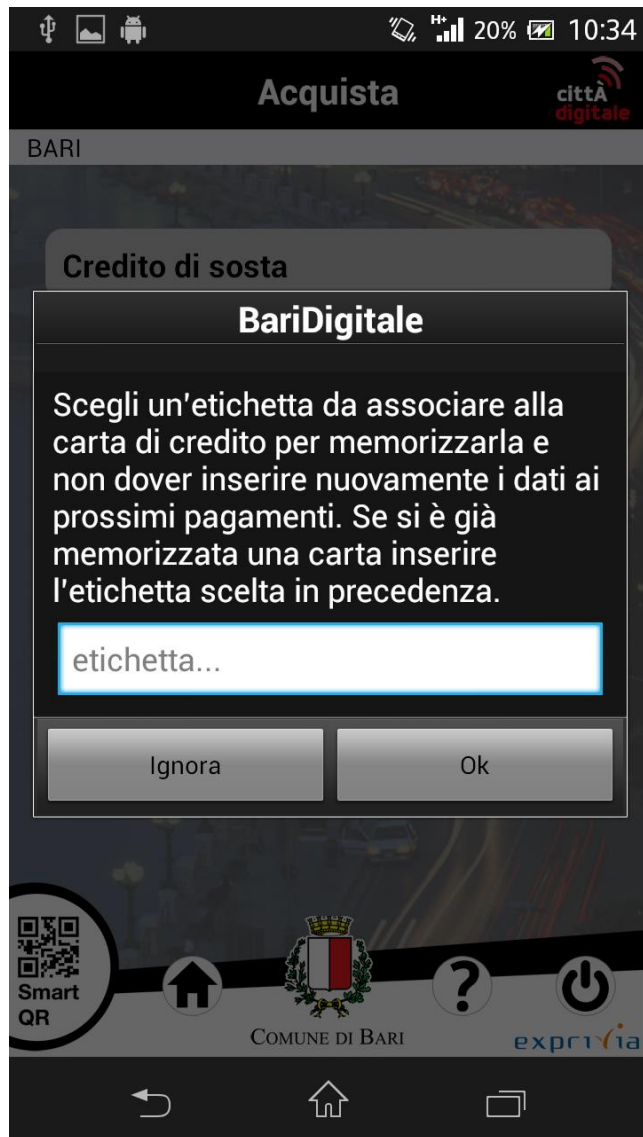 H+ 20% 10:34
Acquista
cittÀ
digitale
BARI
Credito di sosta
BariDigitale
Scegli un'etichetta da associare alla
carta di credito per memorizzarla e
non dover inserire nuovamente i dati ai
prossimi pagamenti. Se si è già
memorizzata una carta inserire
l'etichetta scelta in precedenza.
etichetta...
Ignora Ok
Smart
QR
?
COMUNE DI BARI
exprivia